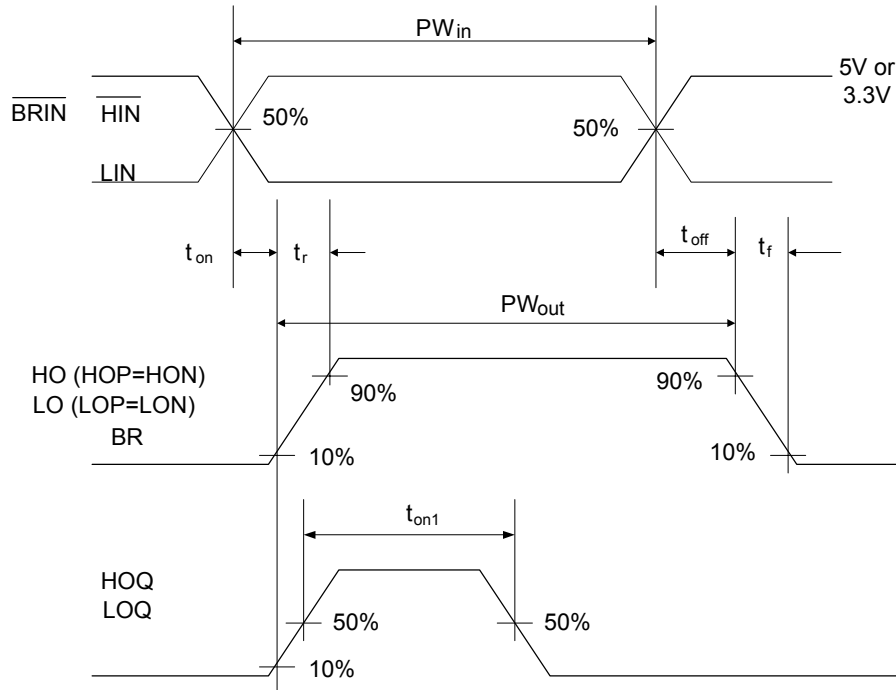 PWin
5V or
3.3V
BRIN HIN
50%
50%
LIN
ton
tr
toff
tf
PWout
HO (HOP=HON)
LO (LOP=LON)
BR
90%
90%
10%
10%
ton1
HOQ
LOQ
50%
50%
10%